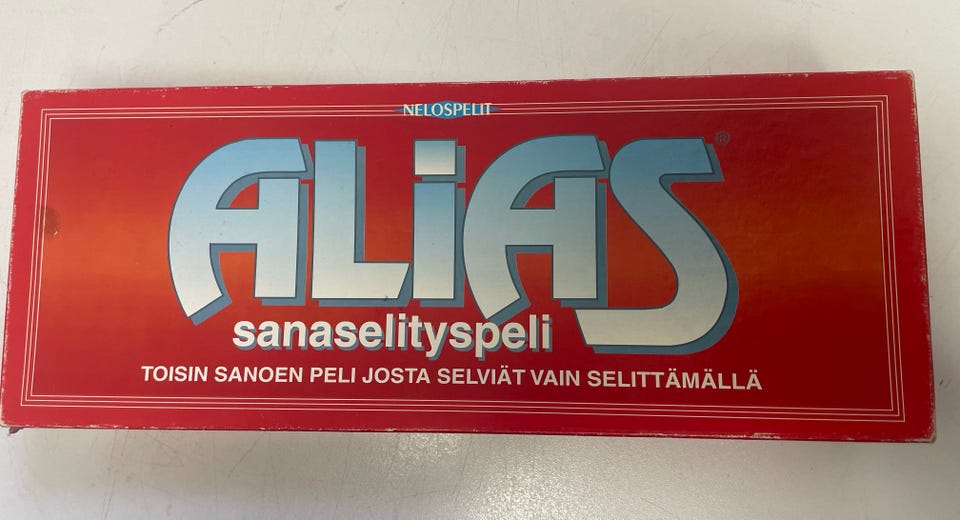 NELOSPELIT
ALiAS®
sanaselityspeli
TOISIN SANOEN PELI JOSTA SELVIÄT VAIN SELITTÄMÄLLÄ